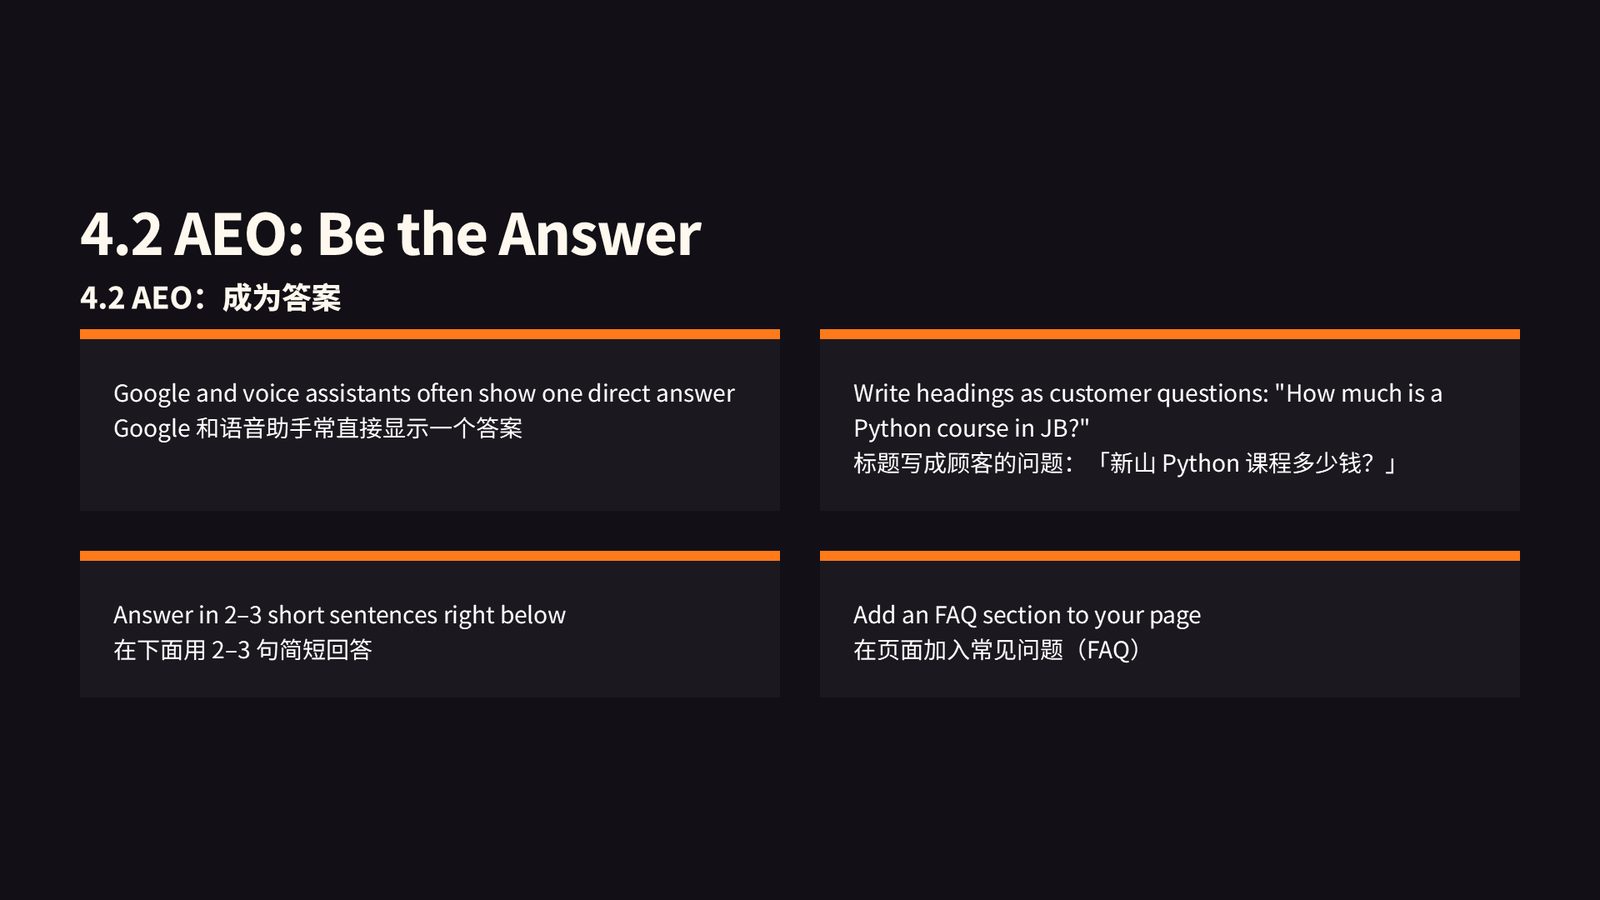 4.2 AEO: Be the Answer
4.2 AEO：成为答案
Google and voice assistants often show one direct answer
Google 和语音助手常直接显示一个答案
Write headings as customer questions: "How much is a
Python course in JB?"
标题写成顾客的问题：「新山 Python 课程多少钱？」
Answer in 2–3 short sentences right below
在下面用 2–3 句简短回答
Add an FAQ section to your page
在页面加入常见问题（FAQ）